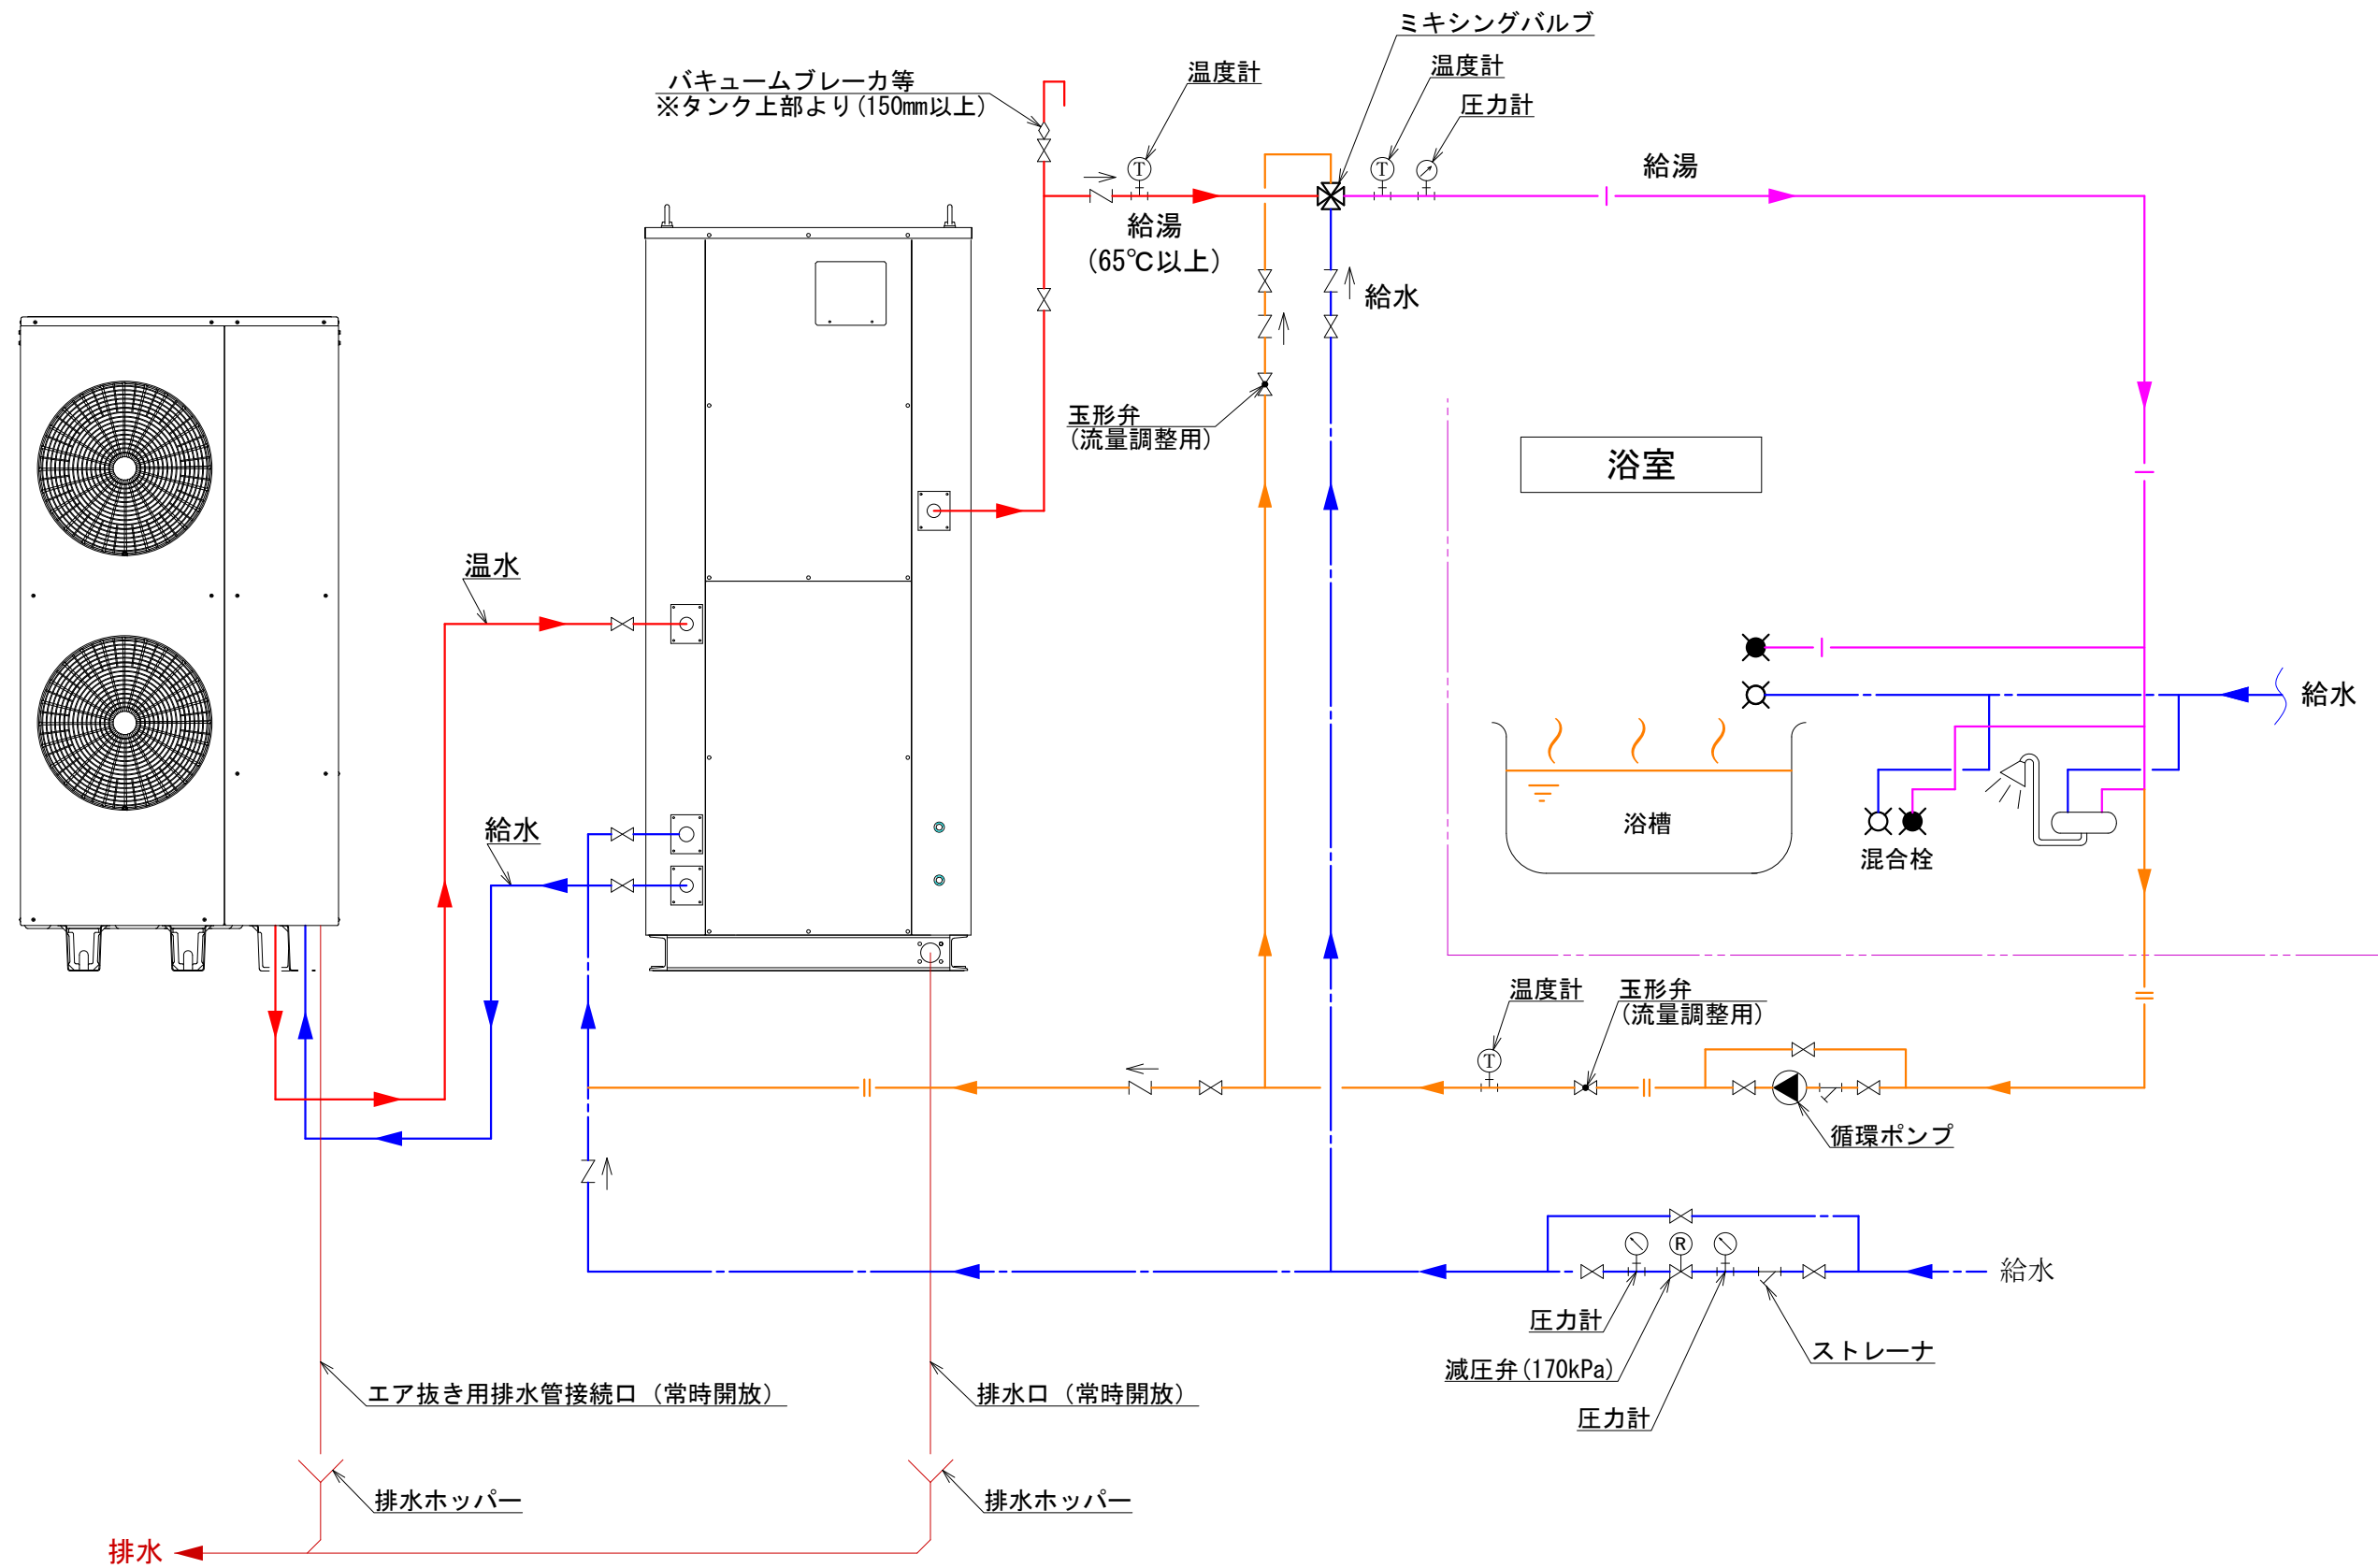 ミキシングバルブ
バキュームブレーカ等
※タンク上部より(150mm以上)
温度計
温度計
圧力計
T
T
給湯
給湯
(65℃以上)
給水
玉形弁
(流量調整用)
浴室
温水
給水
給水
浴槽
混合栓
温度計
玉形弁
(流量調整用)
T
循環ポンプ
R
給水
圧力計
減圧弁(170kPa)
圧力計
ストレーナ
エア抜き用排水管接続口 (常時開放)
排水口 (常時開放)
排水ホッパー
排水ホッパー
排水